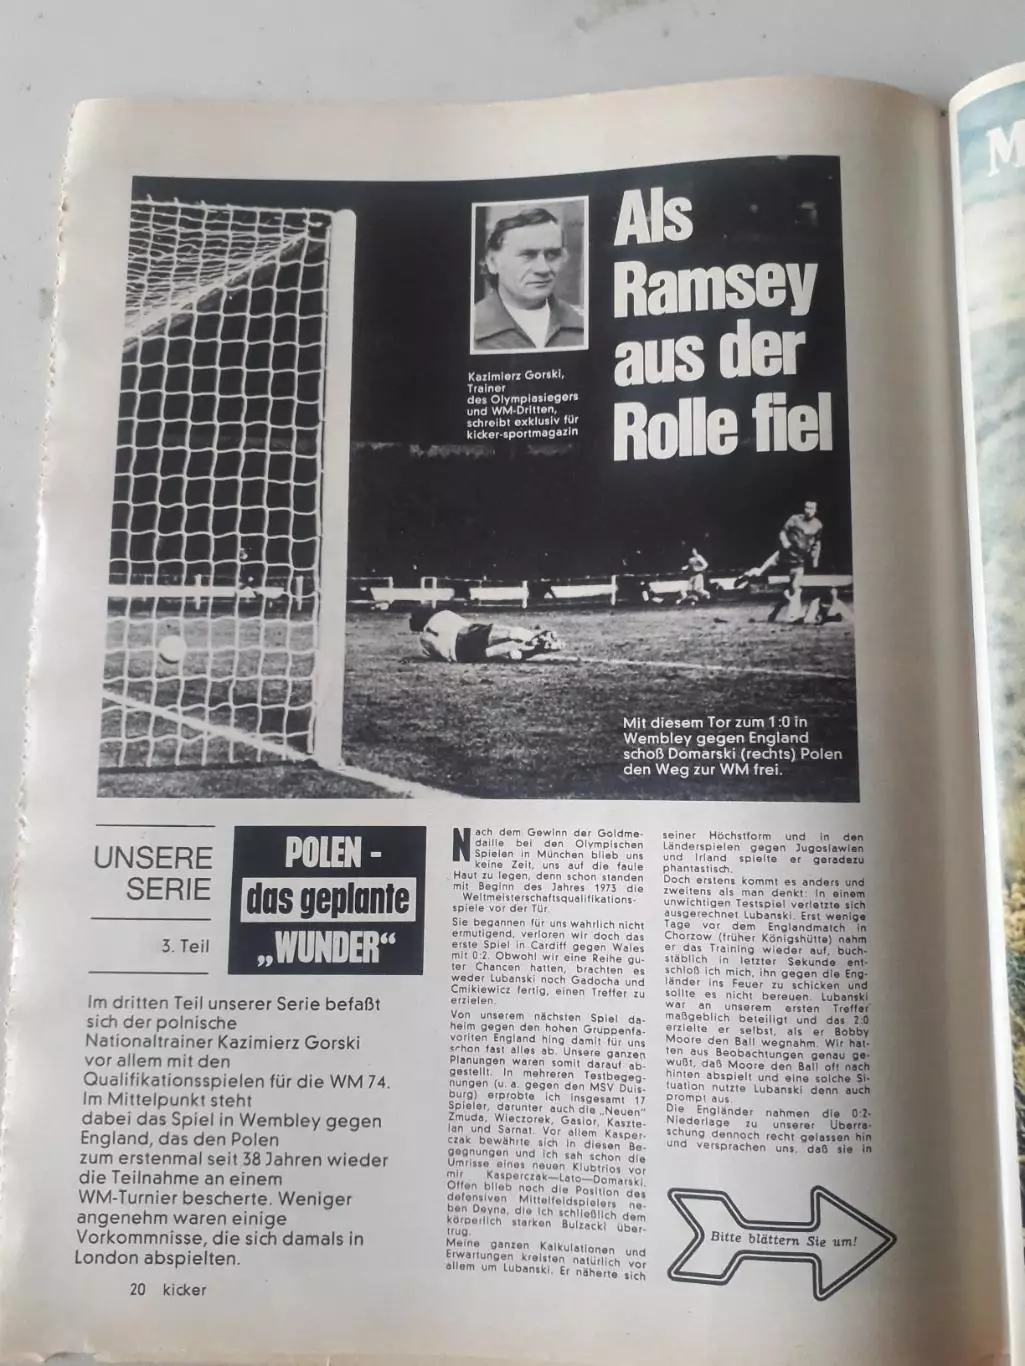 Als
Ramsey
aus der
Rolle fiel
Kazimierz Gorski,
Trainer
des Olympiasiegers
und WM-Dritten,
schreibt exklusiv für
kicker-sportmagazin
Mit diesem Tor zum 1:0 in
Wembley gegen England
schoß Domarski (rechts) Polen
den Weg zur WM frei.
UNSERE
SERIE
3. Teil
POLEN -
das geplante
„WUNDER“
Im dritten Teil unserer Serie befaßt
sich der polnische
Nationaltrainer Kazimierz Gorski
vor allem mit den
Qualifikationsspielen für die WM 74.
Im Mittelpunkt steht
dabei das Spiel in Wembley gegen
England, das den Polen
zum erstenmal seit 38 Jahren wieder
die Teilnahme an einem
WM-Turnier bescherte. Weniger
angenehm waren einige
Vorkommnisse, die sich damals in
London abspielten.
Nach dem Gewinn der Goldme-
daille bei den Olympischen
Spielen in München blieb uns
keine Zeit, uns auf die faule
Haut zu legen, denn schon standen
mit Beginn des Jahres 1973 die
Weltmeisterschaftsqualifikations-
spiele vor der Tür.
Sie begannen für uns wahrlich nicht
ermutigend, verloren wir doch das
erste Spiel in Cardiff gegen Wales
mit 0:2. Obwohl wir eine Reihe gu-
ter Chancen hatten, brachten es
weder Lubanski noch Gadocha und
Cmikiewicz fertig, einen Treffer zu
erzielen.
Von unserem nächsten Spiel da-
heim gegen den hohen Gruppenfa-
voriten England hing damit für uns
schon fast alles ab. Unsere ganzen
Planungen waren somit darauf ab-
gestellt. In mehreren Testbegeg-
nungen (u. a. gegen den MSV Duis-
burg) erprobte ich insgesamt 17
Spieler, darunter auch die „Neuen“
Zmuda, Wieczorek, Gasior, Kaszte-
lan und Sarnat. Vor allem Kasper-
czak bewährte sich in diesen Be-
gegnungen und ich sah schon die
Umrisse eines neuen Klubtrios vor
mir Kasperczak—Lato—Domarski.
Offen blieb noch die Position des
defensiven Mittelfeldspielers ne-
ben Deyna, die ich schließlich dem
körperlich starken Bulzacki über-
trug.
Meine ganzen Kalkulationen und
Erwartungen kreisten natürlich vor
allem um Lubanski. Er näherte sich
seiner Höchstform und in den
Länderspielen gegen Jugoslawien
und Irland spielte er geradezu
phantastisch.
Doch erstens kommt es anders und
zweitens als man denkt: In einem
unwichtigen Testspiel verletzte sich
ausgerechnet Lubanski. Erst wenige
Tage vor dem Englandmatch in
Chorzow (früher Königshütte) nahm
er das Training wieder auf, buch-
stäblich in letzter Sekunde ent-
schloß ich mich, ihn gegen die Eng-
länder ins Feuer zu schicken und
sollte es nicht bereuen. Lubanski
war an unserem ersten Treffer
maßgeblich beteiligt und das 2:0
erzielte er selbst, als er Bobby
Moore den Ball wegnahm. Wir hat-
ten aus Beobachtungen genau ge-
wußt, daß Moore den Ball oft nach
hinten abspielt und eine solche Si-
tuation nutzte Lubanski denn auch
prompt aus.
Die Engländer nahmen die 0:2-
Niederlage zu unserer Überra-
schung dennoch recht gelassen hin
und versprachen uns, daß sie in
Bitte blättern Sie um!
20 kicker
M